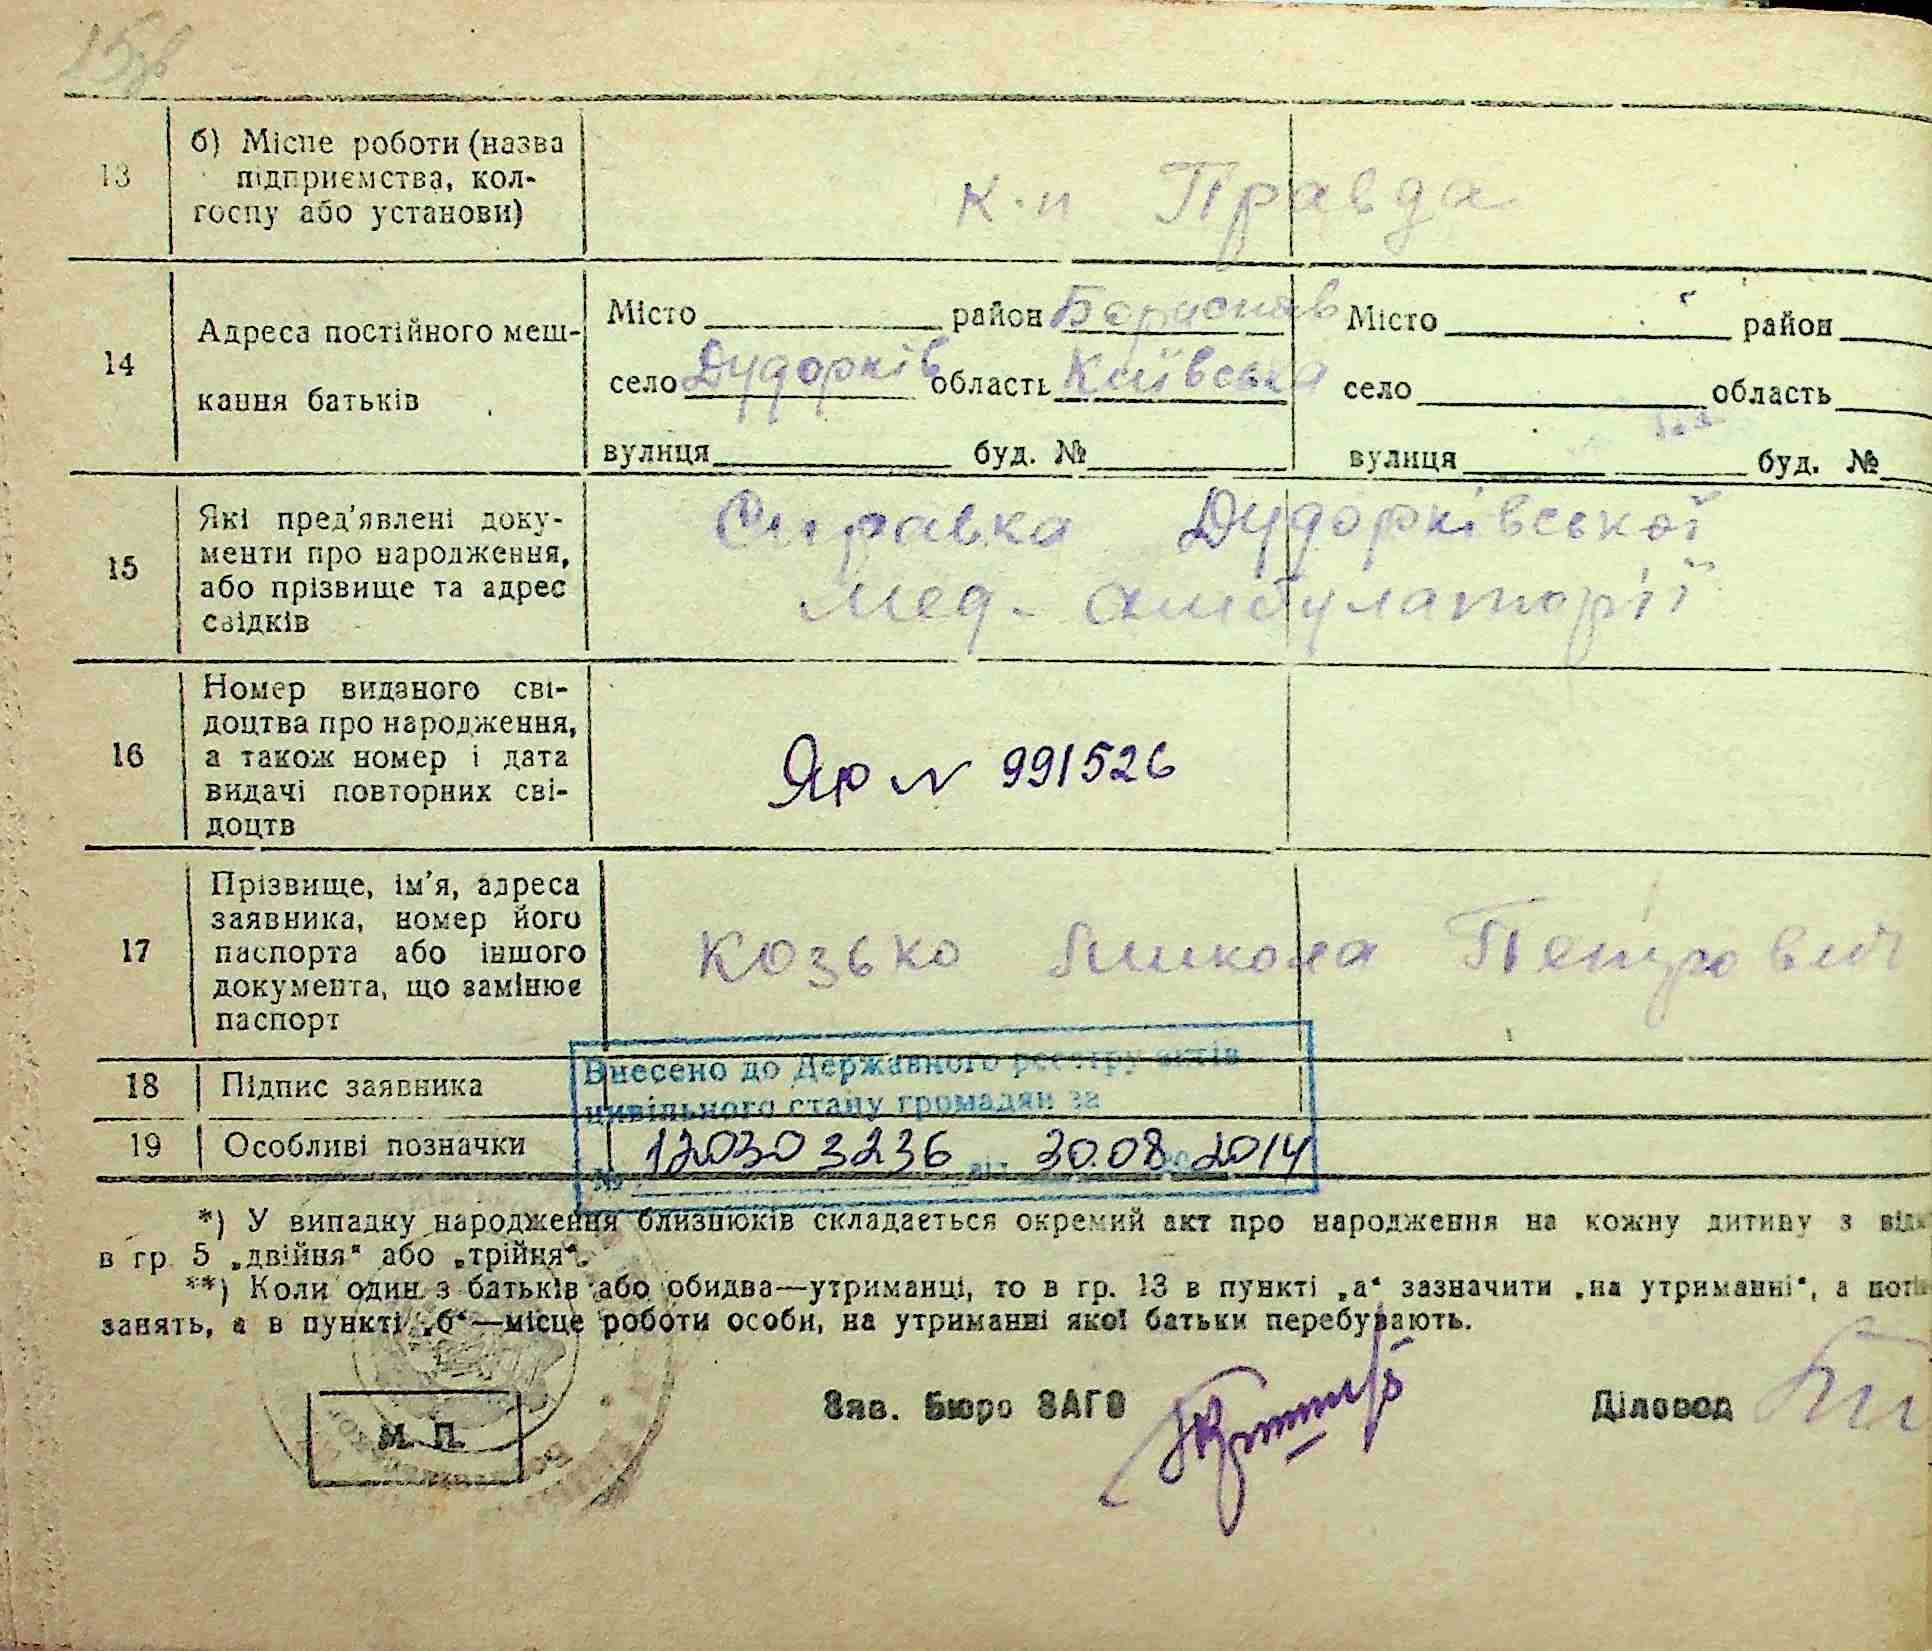 15зв
13
б) Місце роботи (назва
підприємства, кол-
госпу або установи)
к-п Правда
14
Адреса постійного меш-
кання батьків
Місто район Бориспів
село Дударків область Київська
вулиця буд. №
Місто район
село область
вулиця буд. №
15
Які пред'явлені доку-
менти про народження,
або прізвище та адрес
свідків
Справка Дударківської
мед. амбулаторії
16
Номер виданого сві-
доцтва про народження,
а також номер і дата
видачі повторних сві-
доцтв
Яр № 991526
17
Прізвище, ім'я, адреса
заявника, номер його
паспорта або іншого
документа, що замінює
паспорт
Козько Микола Петрович
18 Підпис заявника
Внесено до Державного реєстру актів
цивільного стану громадян за
19 Особливі позначки
№ 120303236 від 30.08.2014
*) У випадку народження близнюків складається окремий акт про народження на кожну дитину з
в гр. 5 „двійня“ або „трійня“.
**) Коли один з батьків або обидва—утриманці, то в гр. 13 в пункті „а“ зазначити „на утриманні“, а
занять, а в пункті „б“—місце роботи особи, на утриманні якої батьки перебувають.
М. П.
Зав. Бюро ЗАГС
Діловод